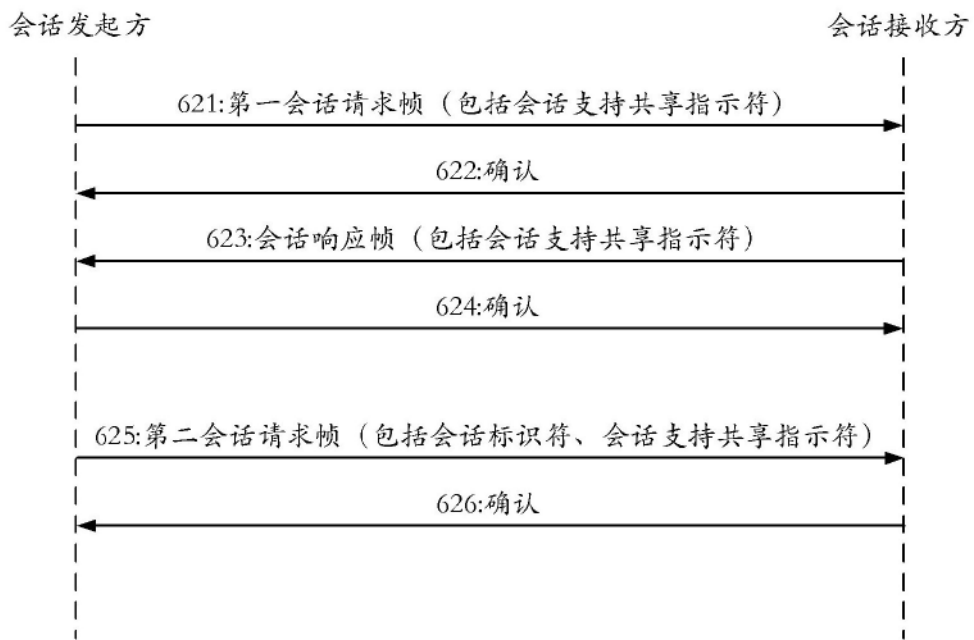 会话发起方
会话接收方
621:第一会话请求帧（包括会话支持共享指示符）
622:确认
623:会话响应帧（包括会话支持共享指示符）
624:确认
625:第二会话请求帧（包括会话标识符、会话支持共享指示符）
626:确认